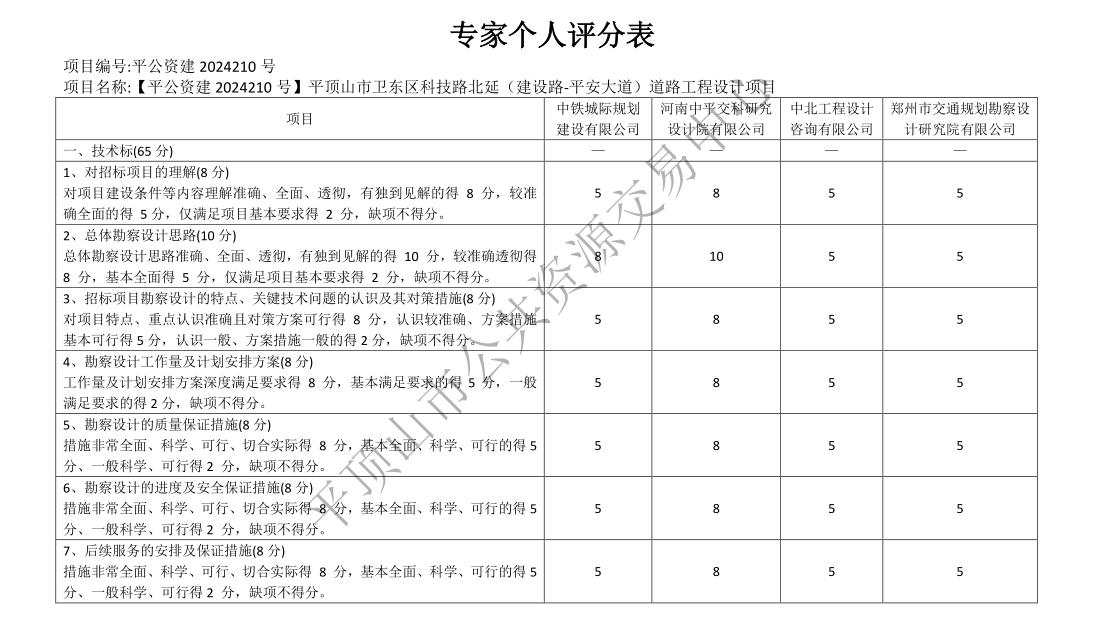 专家个人评分表
项目编号:平公资建 2024210 号
项目名称:【平公资建 2024210 号】平顶山市卫东区科技路北延（建设路-平安大道）道路工程设计项目
项目
中铁城际规划
建设有限公司
河南中平交科研究
设计院有限公司
中北工程设计
咨询有限公司
郑州市交通规划勘察设
计研究院有限公司
一、技术标(65 分) — — — —
1、对招标项目的理解(8 分)
对项目建设条件等内容理解准确、全面、透彻，有独到见解的得 8 分，较准
确全面的得 5 分，仅满足项目基本要求得 2 分，缺项不得分。
5 8 5 5
2、总体勘察设计思路(10 分)
总体勘察设计思路准确、全面、透彻，有独到见解的得 10 分，较准确透彻得
8 分，基本全面得 5 分，仅满足项目基本要求得 2 分，缺项不得分。
8 10 5 5
3、招标项目勘察设计的特点、关键技术问题的认识及其对策措施(8 分)
对项目特点、重点认识准确且对策方案可行得 8 分，认识较准确、方案措施
基本可行得 5 分，认识一般、方案措施一般的得 2 分，缺项不得分。
5 8 5 5
4、勘察设计工作量及计划安排方案(8 分)
工作量及计划安排方案深度满足要求得 8 分，基本满足要求的得 5 分，一般
满足要求的得 2 分，缺项不得分。
5 8 5 5
5、勘察设计的质量保证措施(8 分)
措施非常全面、科学、可行、切合实际得 8 分，基本全面、科学、可行的得 5
分、一般科学、可行得 2 分，缺项不得分。
5 8 5 5
6、勘察设计的进度及安全保证措施(8 分)
措施非常全面、科学、可行、切合实际得 8 分，基本全面、科学、可行的得 5
分、一般科学、可行得 2 分，缺项不得分。
5 8 5 5
7、后续服务的安排及保证措施(8 分)
措施非常全面、科学、可行、切合实际得 8 分，基本全面、科学、可行的得 5
分、一般科学、可行得 2 分，缺项不得分。
5 8 5 5
平顶山市公共资源交易中心